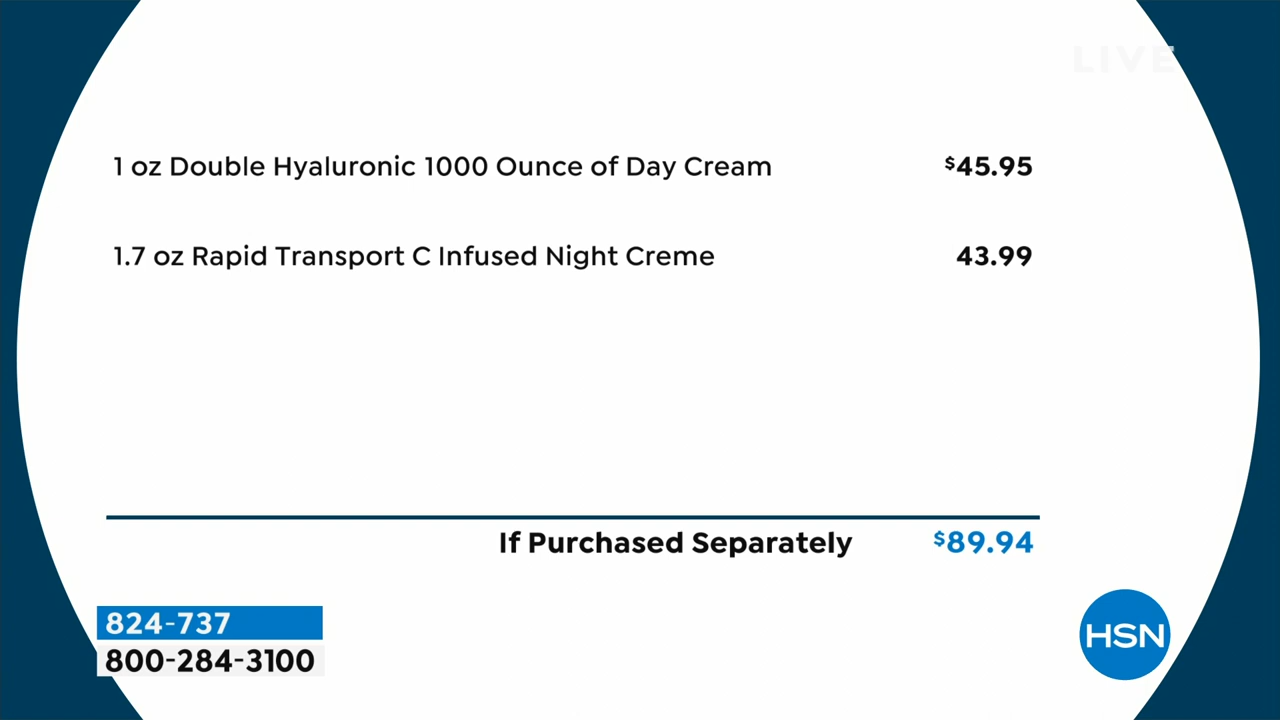 LIVE
1 oz Double Hyaluronic 1000 Ounce of Day Cream $45.95
1.7 oz Rapid Transport C Infused Night Creme 43.99
If Purchased Separately $89.94
824-737
800-284-3100
HSN